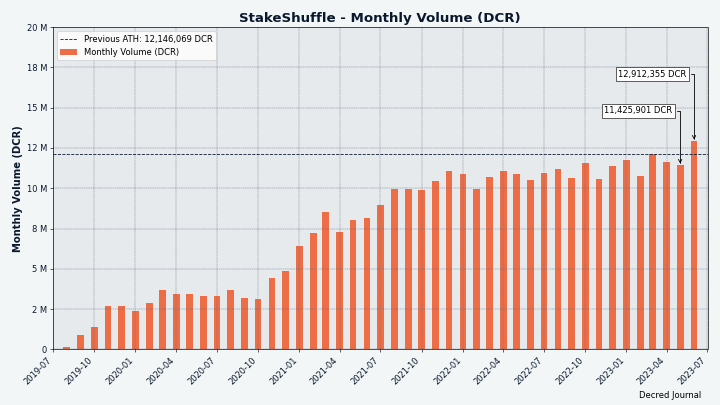 StakeShuffle - Monthly Volume (DCR)
Previous ATH: 12,146,069 DCR
Monthly Volume (DCR)
12,912,355 DCR
11,425,901 DCR
Monthly Volume (DCR)
20 M
18 M
15 M
12 M
10 M
8 M
5 M
2 M
0
2019-07
2019-10
2020-01
2020-04
2020-07
2020-10
2021-01
2021-04
2021-07
2021-10
2022-01
2022-04
2022-07
2022-10
2023-01
2023-04
2023-07
Decred Journal